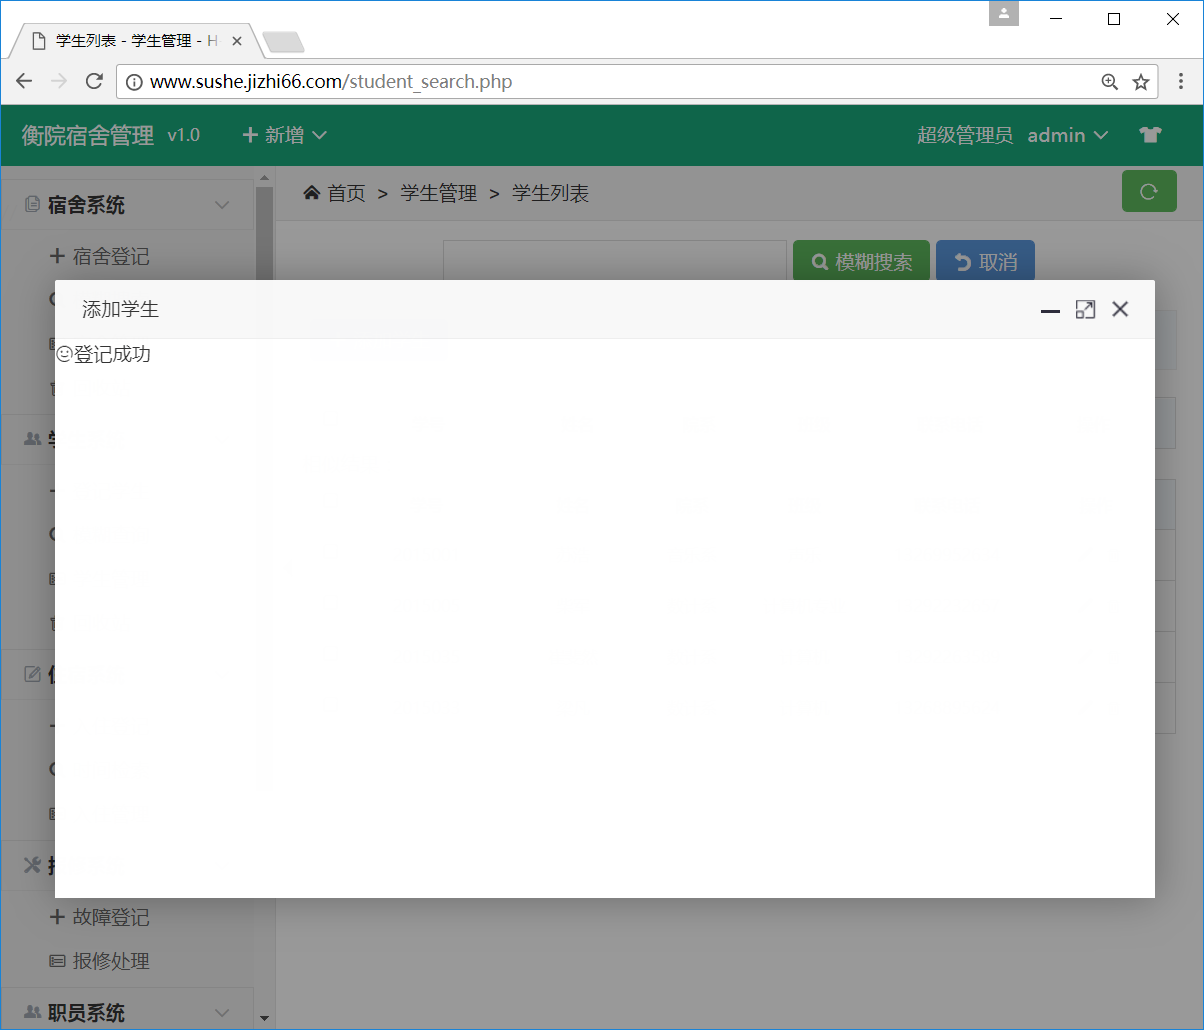 学生列表 - 学生管理 - H
www.sushe.jizhi66.com/student_search.php
衡院宿舍管理 v1.0 新增 超级管理员 admin
首页 > 学生管理 > 学生列表
宿舍系统
宿舍登记
模糊搜索 取消
添加学生
登记成功
故障登记
报修处理
职员系统